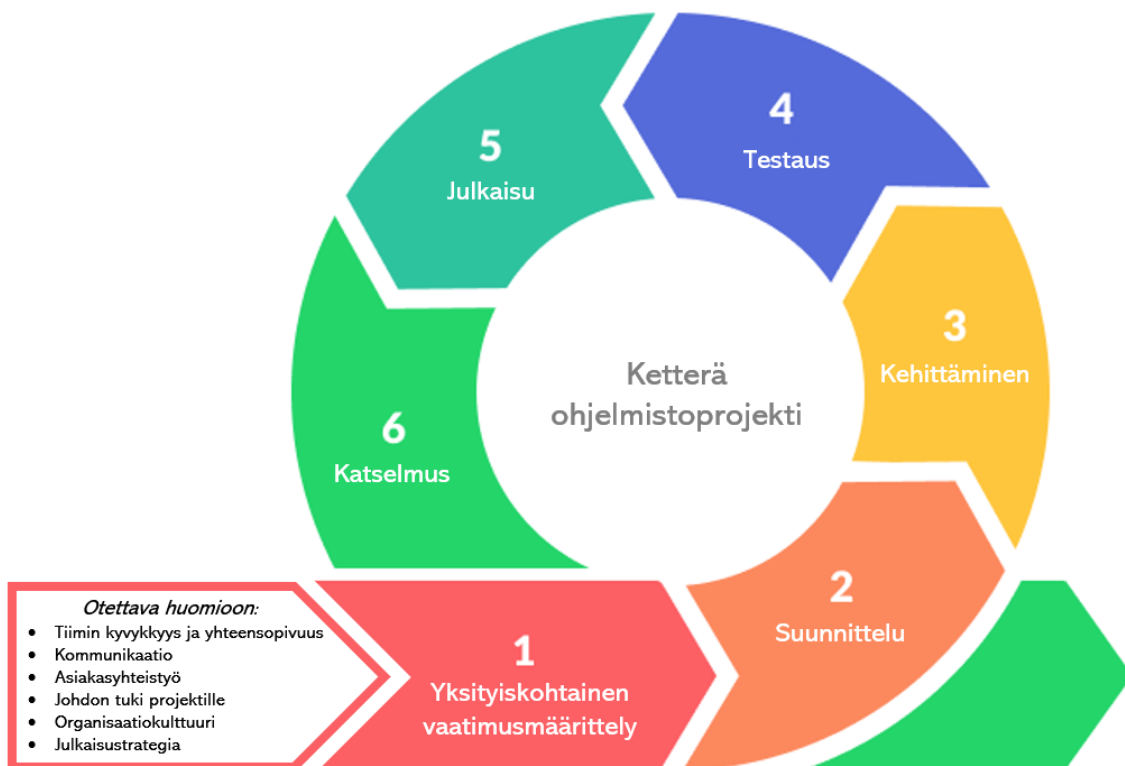 5
Julkaisu
4
Testaus
3
Kehittäminen
Ketterä
ohjelmistoprojekti
6
Katselmus
2
Suunnittelu
1
Yksityiskohtainen
vaatimusmäärittely
Otettava huomioon:
• Tiimin kyvykkyys ja yhteensopivuus
• Kommunikaatio
• Asiakasyhteistyö
• Johdon tuki projektille
• Organisaatiokulttuuri
• Julkaisustrategia